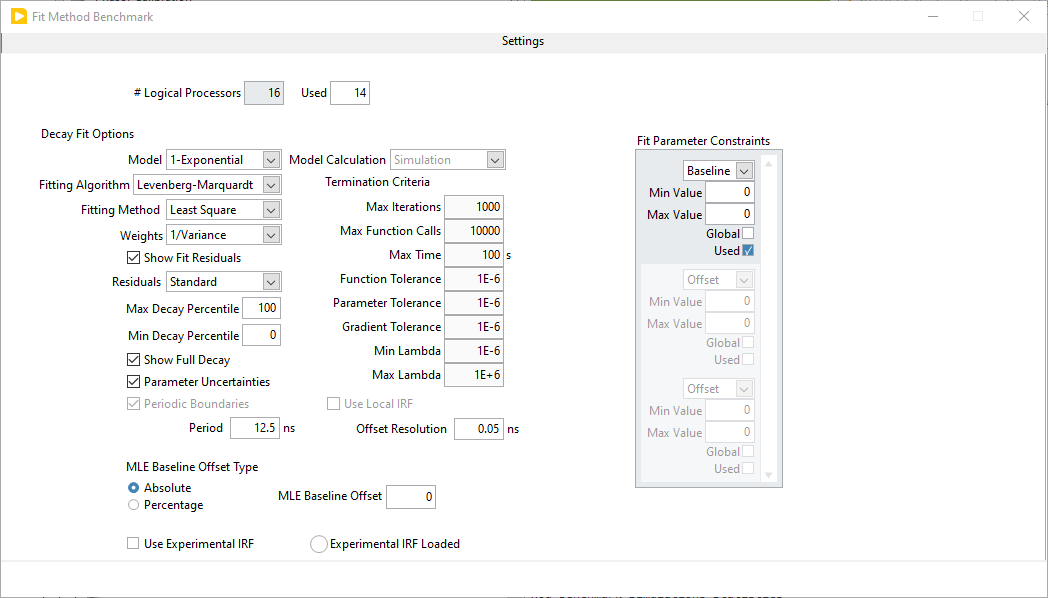 Fit Method Benchmark
Settings
# Logical Processors 16 Used 14
Decay Fit Options
Model 1-Exponential
Fitting Algorithm Levenberg-Marquardt
Fitting Method Least Square
Weights 1/Variance
Show Fit Residuals
Residuals Standard
Max Decay Percentile 100
Min Decay Percentile 0
Show Full Decay
Parameter Uncertainties
Periodic Boundaries
Period 12.5 ns
Model Calculation Simulation
Termination Criteria
Max Iterations 1000
Max Function Calls 10000
Max Time 100 s
Function Tolerance 1E-6
Parameter Tolerance 1E-6
Gradient Tolerance 1E-6
Min Lambda 1E-6
Max Lambda 1E+6
Use Local IRF
Offset Resolution 0.05 ns
MLE Baseline Offset Type
Absolute
Percentage
MLE Baseline Offset 0
Use Experimental IRF
Experimental IRF Loaded
Fit Parameter Constraints
Baseline
Min Value 0
Max Value 0
Global
Used
Offset
Min Value 0
Max Value 0
Global
Used
Offset
Min Value 0
Max Value 0
Global
Used